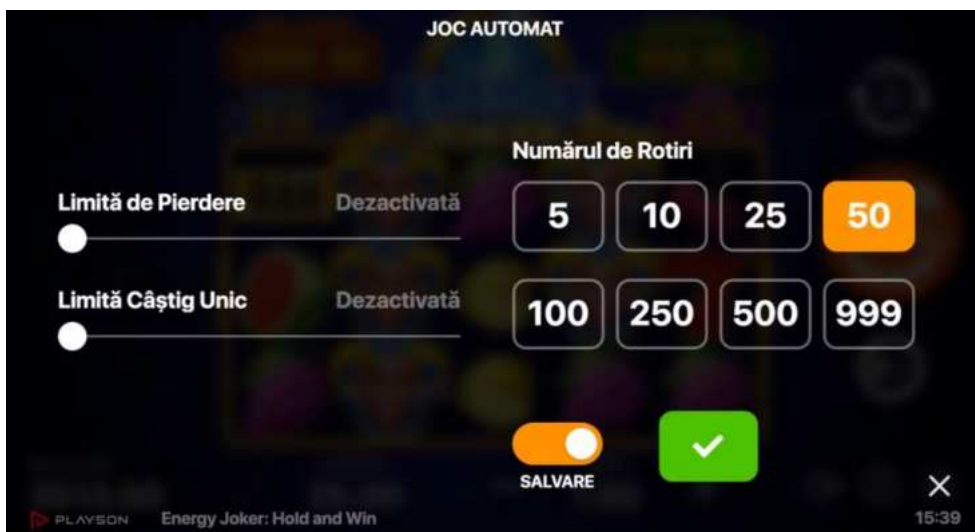 JOC AUTOMAT
Numărul de Rotiri
Limită de Pierdere Dezactivată
5 10 25 50
Limită Câștig Unic Dezactivată
100 250 500 999
SALVARE
PLAYSON Energy Joker: Hold and Win 15:39